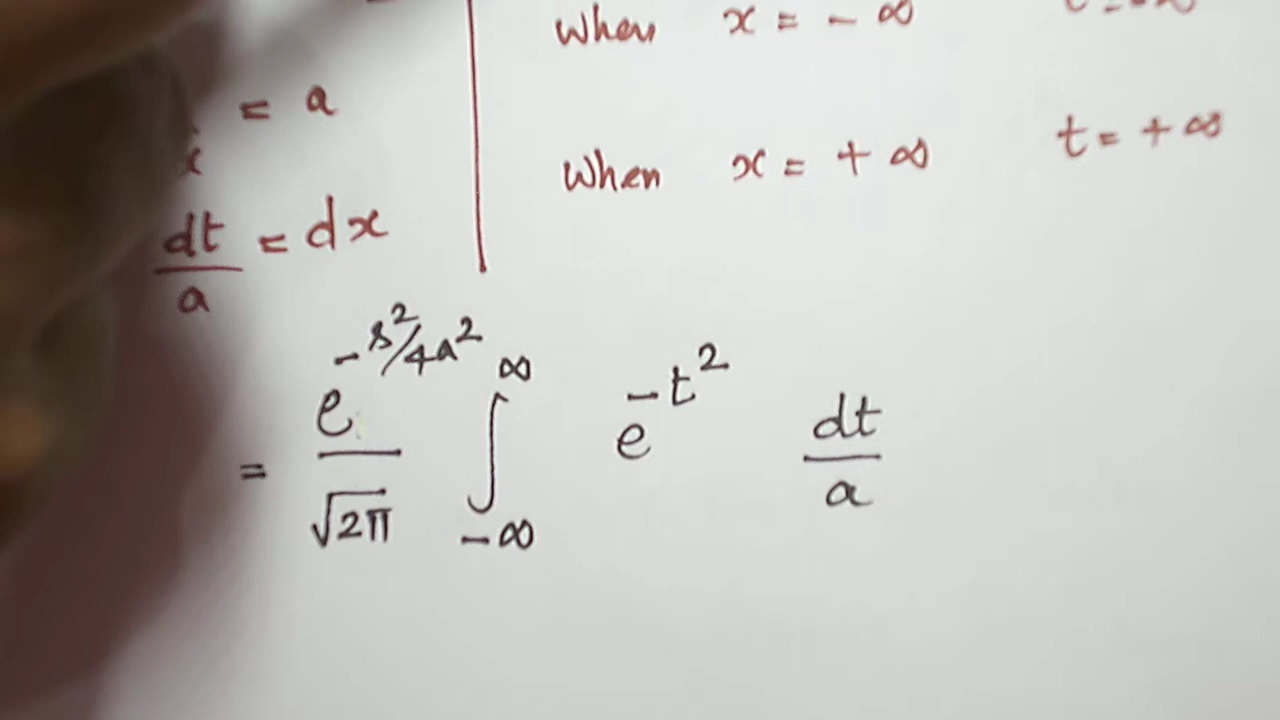 When x = - ∞
= a
When x = + ∞ t = + ∞
dt/a = dx
= e^{-s²/4a²}/√2π ∫_{-∞}^{∞} e^{-t²} dt/a